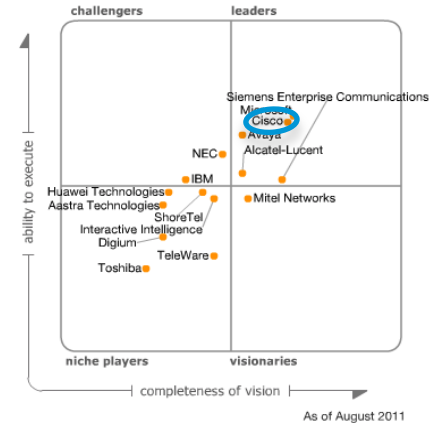 challengers
leaders
Siemens Enterprise Communications
Microsoft
Cisco
Avaya
Alcatel-Lucent
NEC
IBM
Huawei Technologies
Aastra Technologies
Mitel Networks
ShoreTel
Interactive Intelligence
Digium
TeleWare
Toshiba
ability to execute
niche players
visionaries
completeness of vision
As of August 2011